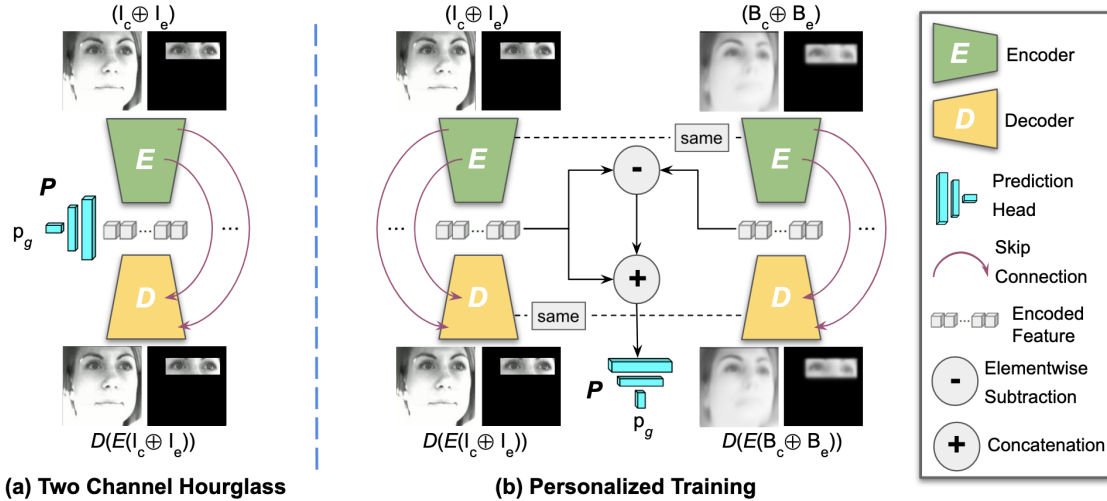 (I_c ⊕ I_e)
E
P
p_g
...
D
D(E(I_c ⊕ I_e))
(a) Two Channel Hourglass
(I_c ⊕ I_e)
(B_c ⊕ B_e)
E
same
E
-
...
...
+
D
same
D
P
p_g
D(E(I_c ⊕ I_e))
D(E(B_c ⊕ B_e))
(b) Personalized Training
E
Encoder
D
Decoder
Prediction
Head
Skip
Connection
Encoded
Feature
-
Elementwise
Subtraction
+
Concatenation